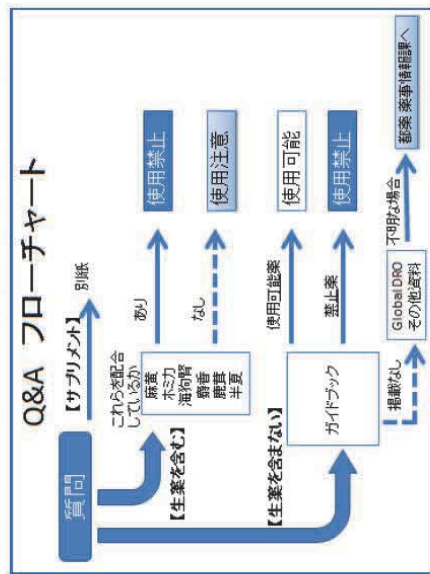 Q&A フローチャート
質問
【サプリメント】
別紙
【生薬を含む】
これらを配合
しているか
麻黄
ホミカ
海狗腎
麝香
鹿茸
半夏
あり
使用禁止
なし
使用注意
【生薬を含まない】
ガイドブック
使用可能薬
使用可能
禁止薬
使用禁止
掲載なし
Global DRO
その他資料
不明な場合
都薬 薬事情報課へ